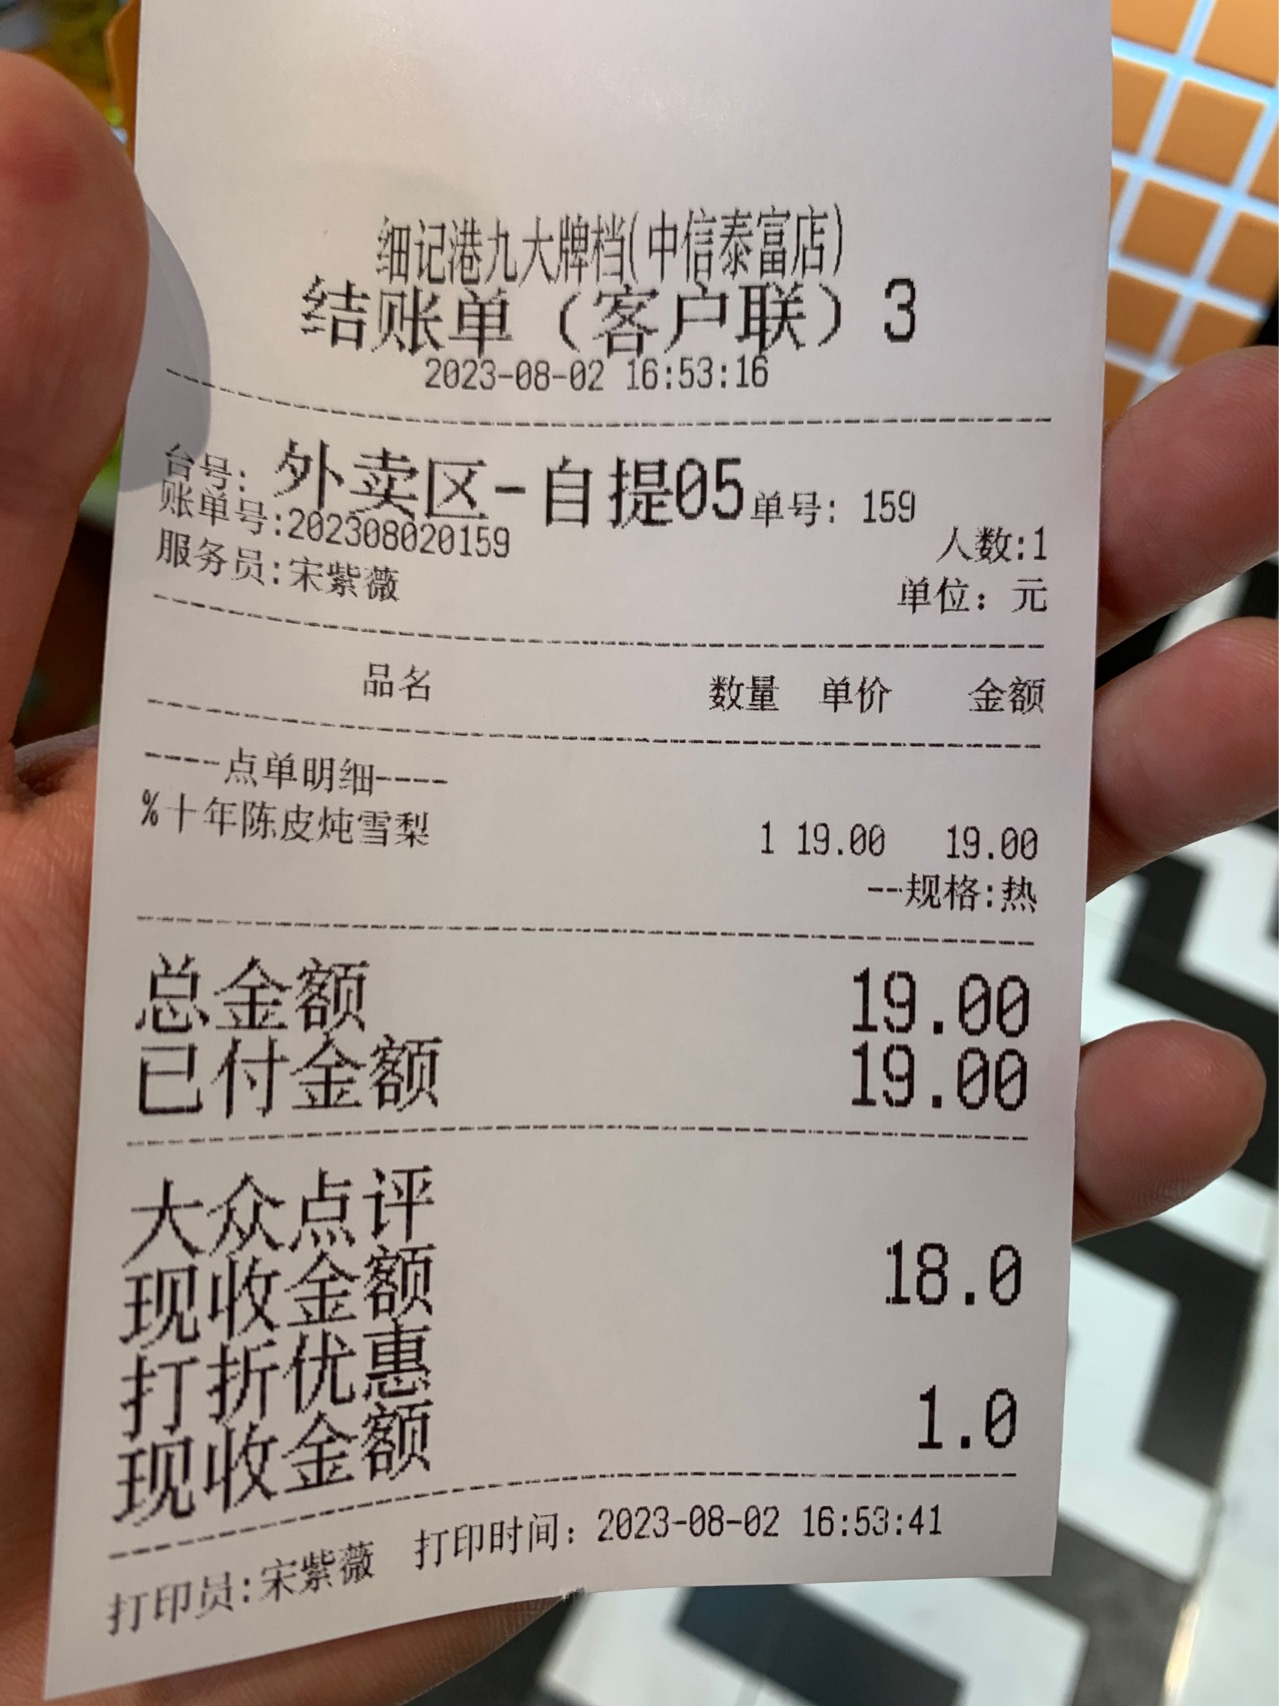 细记港九大牌档(中信泰富店)
结账单（客户联）3
2023-08-02 16:53:16
台号: 外卖区-自提05 单号: 159
账单号:202308020159 人数:1
服务员:宋紫薇 单位: 元
品名 数量 单价 金额
----点单明细----
%十年陈皮炖雪梨 1 19.00 19.00
--规格:热
总金额 19.00
已付金额 19.00
大众点评
现收金额 18.0
打折优惠
现收金额 1.0
打印员:宋紫薇 打印时间: 2023-08-02 16:53:41